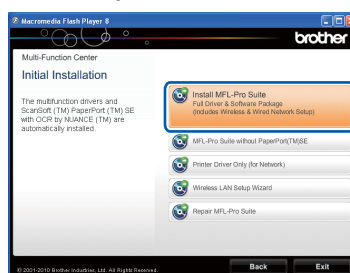 Macromedia Flash Player 8
brother
Multi-Function Center
Initial Installation
The multifunction drivers and
ScanSoft (TM) PaperPort (TM) SE
with OCR by NUANCE (TM) are
automatically installed.
Install MFL-Pro Suite
Full Driver & Software Package
(Includes Wireless & Wired Network Setup)
MFL-Pro Suite without PaperPort(TM)SE
Printer Driver Only (for Network)
Wireless LAN Setup Wizard
Repair MFL-Pro Suite
© 2001-2010 Brother Industries, Ltd. All Rights Reserved.
Back
Exit